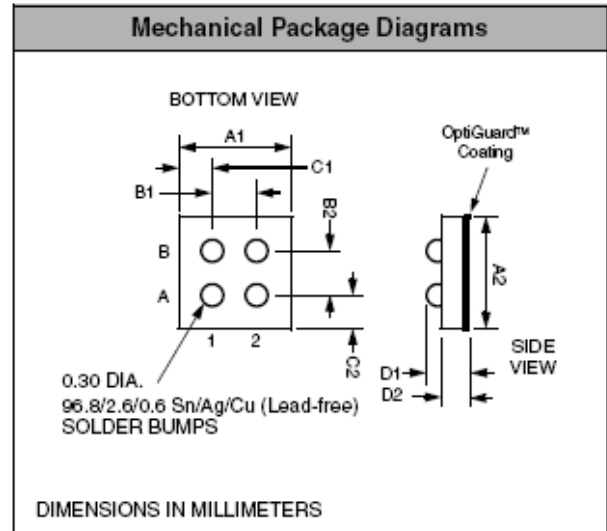 Mechanical Package Diagrams
BOTTOM VIEW
A1
OptiGuard™
Coating
C1
B1
B2
B
A
A2
1 2
C2
SIDE
VIEW
D1
D2
0.30 DIA.
96.8/2.6/0.6 Sn/Ag/Cu (Lead-free)
SOLDER BUMPS
DIMENSIONS IN MILLIMETERS